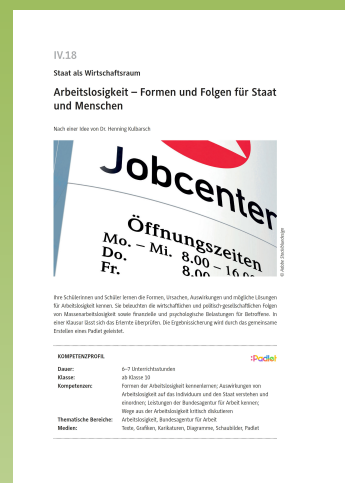 IV.18
Staat als Wirtschaftsraum
Arbeitslosigkeit – Formen und Folgen für Staat
und Menschen
Nach einer Idee von Dr. Henning Kulbarsch
Jobcenter
Öffnungszeiten
Mo. – Mi. 8.00 – 16.00
Do. 8.00
Fr.
© Adobe Stock/
Ihre Schülerinnen und Schüler lernen die Formen, Ursachen, Auswirkungen und mögliche Lösungen
für Arbeitslosigkeit kennen. Sie beleuchten die wirtschaftlichen und politisch-gesellschaftlichen Folgen
von Massenarbeitslosigkeit sowie finanzielle und psychologische Belastungen für Betroffene. In
einer Klausur lässt sich das Erlernte überprüfen. Die Ergebnissicherung wird durch das gemeinsame
Erstellen eines Padlet geleistet.
KOMPETENZPROFIL
:Padlet
Dauer: 6–7 Unterrichtsstunden
Klasse: ab Klasse 10
Kompetenzen: Formen der Arbeitslosigkeit kennenlernen; Auswirkungen von
Arbeitslosigkeit auf das Individuum und den Staat verstehen und
einordnen; Leistungen der Bundesagentur für Arbeit kennen;
Wege aus der Arbeitslosigkeit kritisch diskutieren
Thematische Bereiche: Arbeitslosigkeit, Bundesagentur für Arbeit
Medien: Texte, Grafiken, Karikaturen, Diagramme, Schaubilder, Padlet